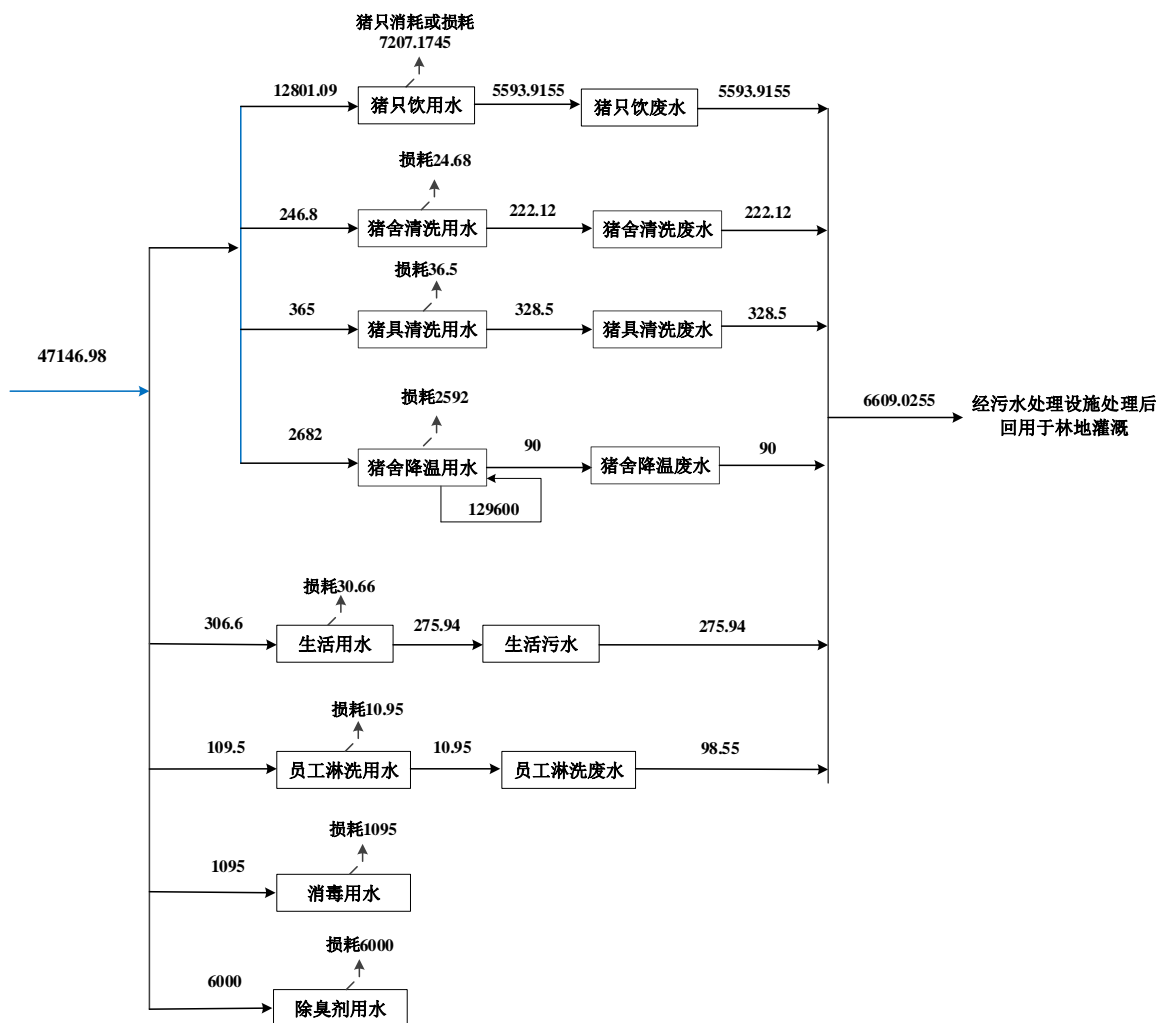 猪只消耗或损耗
7207.1745
12801.09
猪只饮用水
5593.9155
猪只饮废水
5593.9155
损耗24.68
246.8
猪舍清洗用水
222.12
猪舍清洗废水
222.12
损耗36.5
365
猪具清洗用水
328.5
猪具清洗废水
328.5
47146.98
损耗2592
2682
猪舍降温用水
90
猪舍降温废水
90
129600
6609.0255
经污水处理设施处理后
回用于林地灌溉
损耗30.66
306.6
生活用水
275.94
生活污水
275.94
损耗10.95
109.5
员工淋洗用水
10.95
员工淋洗废水
98.55
损耗1095
1095
消毒用水
损耗6000
6000
除臭剂用水